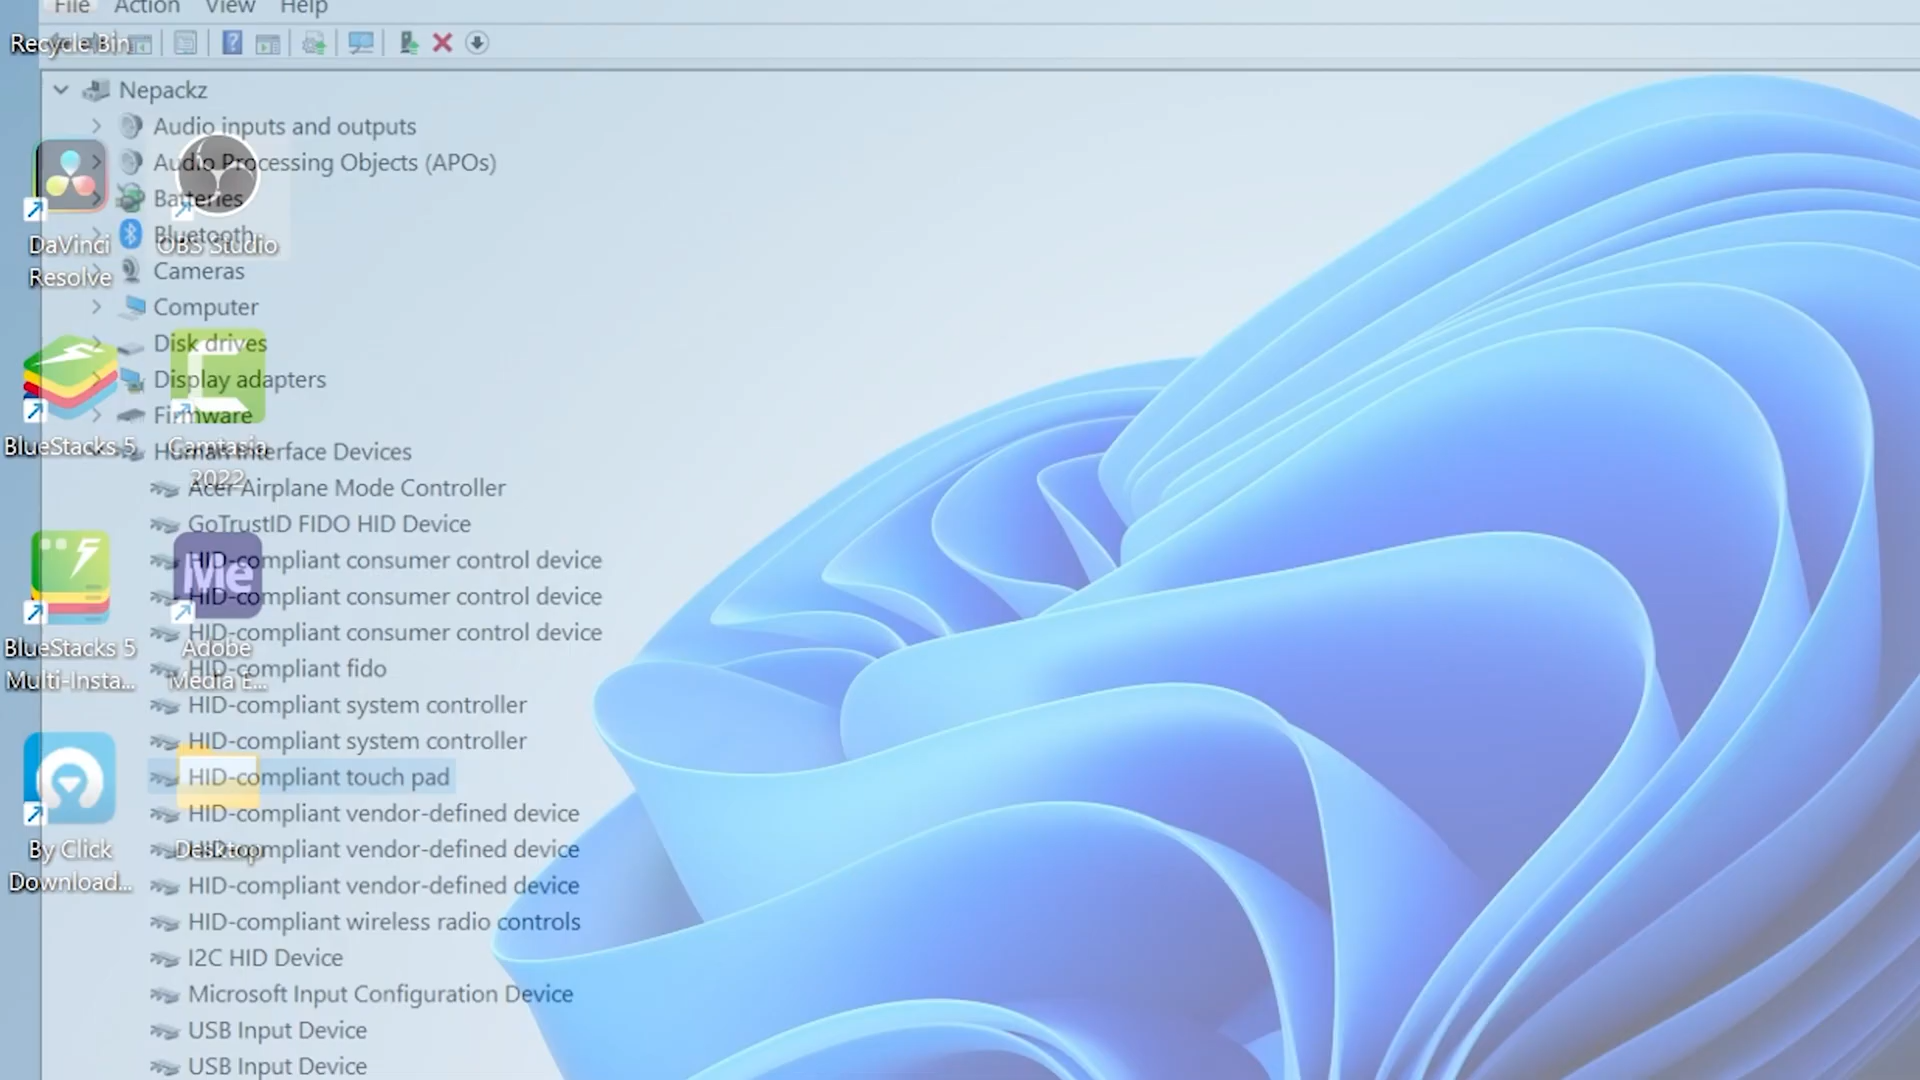 File Action View Help
Recycle Bin
Nepackz
Audio inputs and outputs
Audio Processing Objects (APOs)
Batteries
Bluetooth
DaVinci
Resolve
OBS Studio
Cameras
Computer
Disk drives
Display adapters
Firmware
BlueStacks 5
Camtasia
2022
Human Interface Devices
Acer Airplane Mode Controller
GoTrustID FIDO HID Device
HID-compliant consumer control device
Me
HID-compliant consumer control device
HID-compliant consumer control device
BlueStacks 5
Multi-Insta...
Adobe
Media E...
HID-compliant fido
HID-compliant system controller
HID-compliant system controller
HID-compliant touch pad
HID-compliant vendor-defined device
HID-compliant vendor-defined device
By Click
Download...
Desktop
HID-compliant vendor-defined device
HID-compliant wireless radio controls
I2C HID Device
Microsoft Input Configuration Device
USB Input Device
USB Input Device